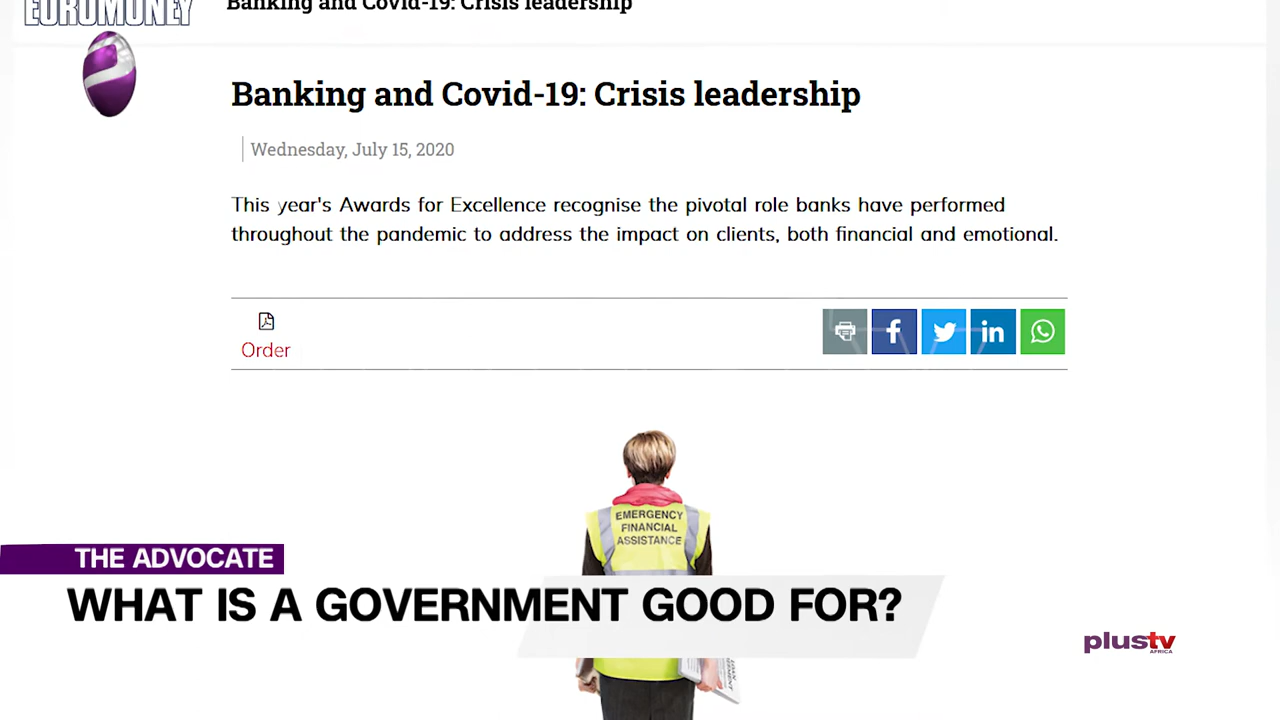 EUROMONEY
Banking and Covid-19: Crisis leadership
Banking and Covid-19: Crisis leadership
Wednesday, July 15, 2020
This year's Awards for Excellence recognise the pivotal role banks have performed
throughout the pandemic to address the impact on clients, both financial and emotional.
Order
f
in
EMERGENCY
FINANCIAL
ASSISTANCE
THE ADVOCATE
WHAT IS A GOVERNMENT GOOD FOR?
plustv
AFRICA